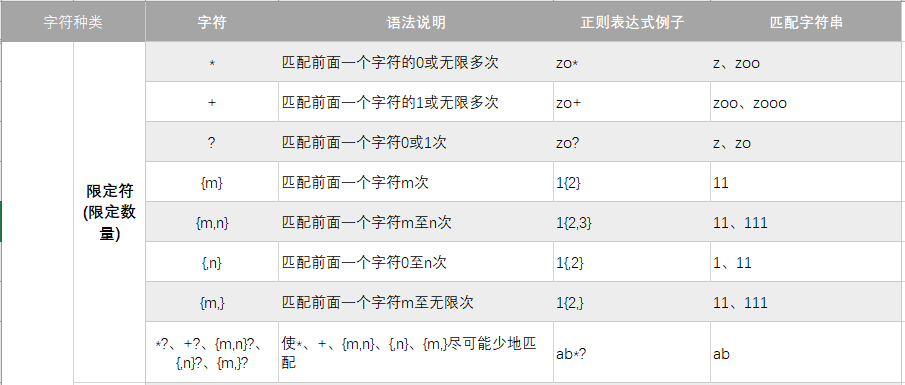 字符种类 字符 语法说明 正则表达式例子 匹配字符串
限定符
(限定数
量)
* 匹配前面一个字符的0或无限多次 zo* z、zoo
+ 匹配前面一个字符的1或无限多次 zo+ zoo、zooo
? 匹配前面一个字符0或1次 zo? z、zo
{m} 匹配前面一个字符m次 1{2} 11
{m,n} 匹配前面一个字符m至n次 1{2,3} 11、111
{,n} 匹配前面一个字符0至n次 1{,2} 1、11
{m,} 匹配前面一个字符m至无限次 1{2,} 11、111
*?、+?、{m,n}?、
{,n}?、{m,}?
使*、+、{m,n}、{,n}、{m,}尽可能少地匹
配
ab*? ab